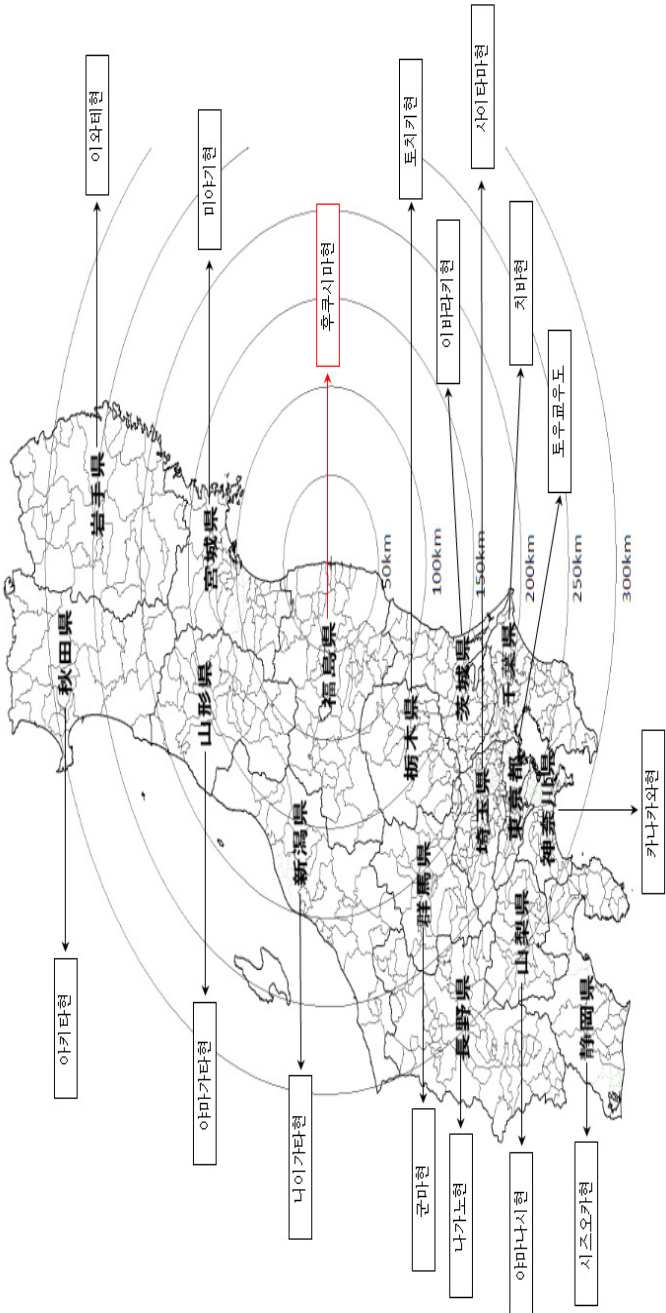 이와테현
미야기현
후쿠시마현
토치키현
이바라키현
사이타마현
치바현
토우쿄우도
岩手県
宮城県
秋田県
山形県
福島県
新潟県
栃木県
群馬県
茨城県
埼玉県
千葉県
東京都
神奈川県
長野県
山梨県
静岡県
50km
100km
150km
200km
250km
300km
아키타현
야마가타현
니이가타현
군마현
나가노현
야마나시현
시즈오카현
카나카와현